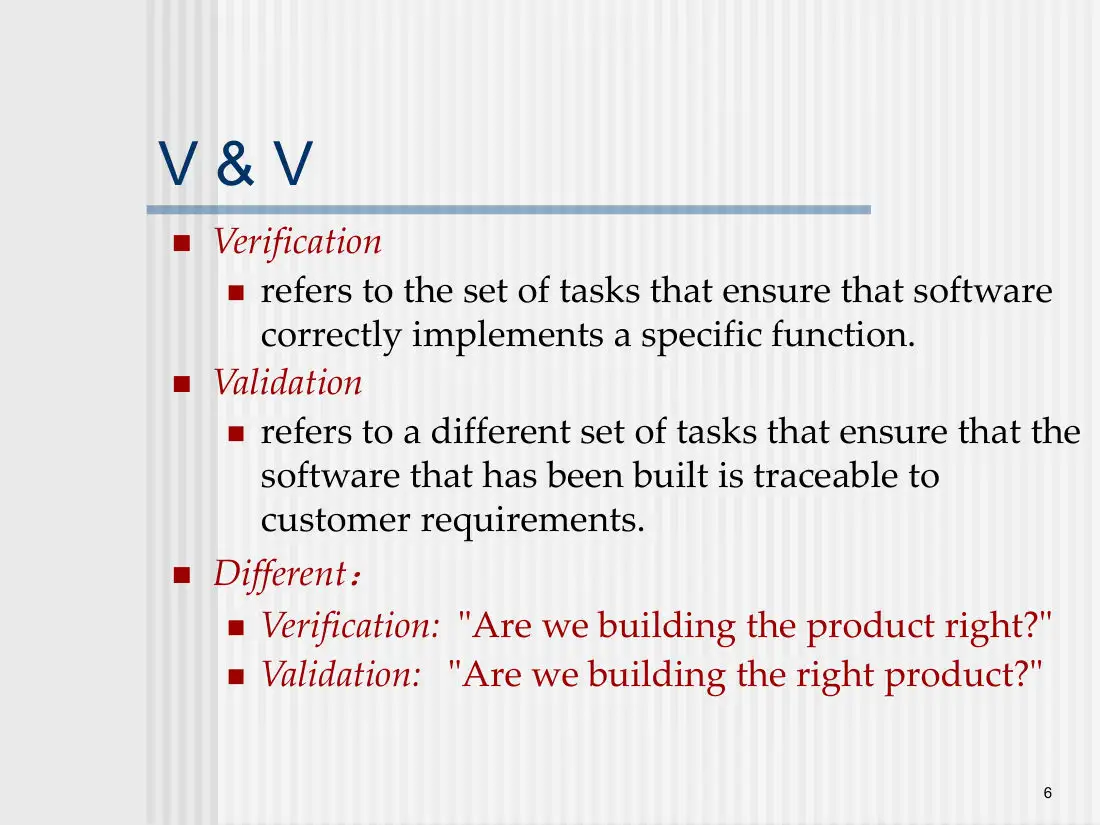 V & V
Verification
refers to the set of tasks that ensure that software
correctly implements a specific function.
Validation
refers to a different set of tasks that ensure that the
software that has been built is traceable to
customer requirements.
Different：
Verification: "Are we building the product right?"
Validation: "Are we building the right product?"
6